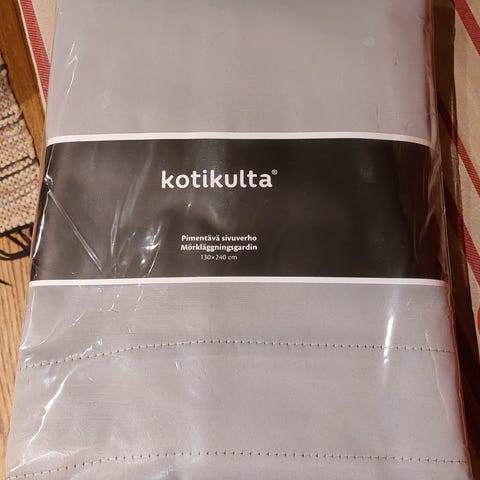 kotikulta®
Pimentävä sivuverho
Mörkläggningsgardin
130×240 cm